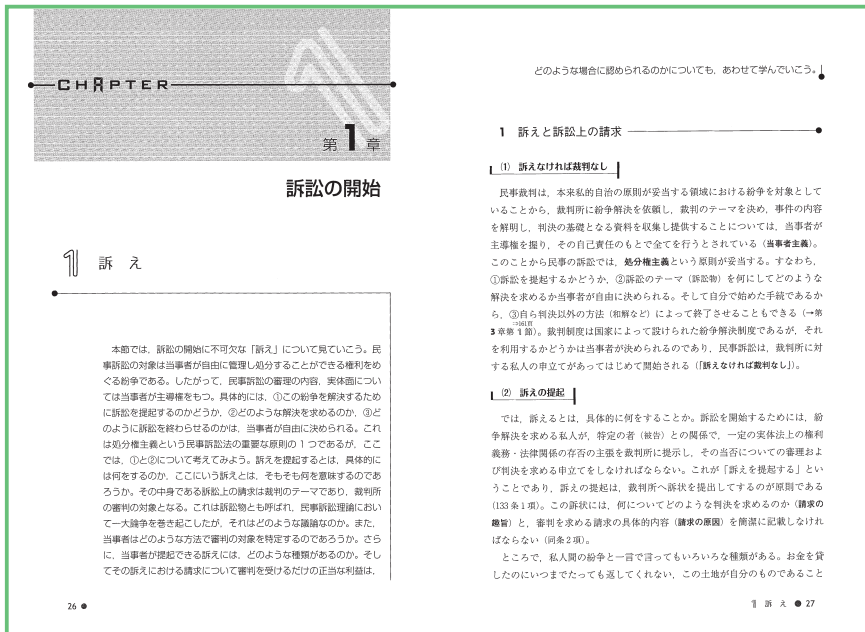 CHAPTER
第1章
訴訟の開始
1 訴 え
本節では，訴訟の開始に不可欠な「訴え」について見ていこう。民
事訴訟の対象は当事者が自由に管理し処分することができる権利をめ
ぐる紛争である。したがって，民事訴訟の審理の内容，実体面につい
ては当事者が主導権をもつ。具体的には，①この紛争を解決するため
に訴訟を提起するのかどうか，②どのような解決を求めるのか，③ど
のように訴訟を終わらせるのかは，当事者が自由に決められる。これ
は処分権主義という民事訴訟法の重要な原則の1つであるが，ここ
では，①と②について考えてみよう。訴えを提起するとは，具体的に
は何をするのか，ここにいう訴えとは，そもそも何を意味するのであ
ろうか。その中身である訴訟上の請求は裁判のテーマであり，裁判所
の審判の対象となる。これは訴訟物とも呼ばれ，民事訴訟理論におい
て一大論争を巻き起こしたが，それはどのような議論なのか。また，
当事者はどのような方法で審判の対象を特定するのであろうか。さら
に，当事者が提起できる訴えには，どのような種類があるのか。そし
てその訴えにおける請求について審判を受けるだけの正当な利益は，
26 ●
どのような場合に認められるのかについても，あわせて学んでいこう。
1 訴えと訴訟上の請求
(1) 訴えなければ裁判なし
民事裁判は，本来私的自治の原則が妥当する領域における紛争を対象として
いることから，裁判所に紛争解決を依頼し，裁判のテーマを決め，事件の内容
を解明し，判決の基礎となる資料を収集し提供することについては，当事者が
主導権を握り，その自己責任のもとで全てを行うとされている（当事者主義）。
このことから民事の訴訟では，処分権主義という原則が妥当する。すなわち，
①訴訟を提起するかどうか，②訴訟のテーマ（訴訟物）を何にしてどのような
解決を求めるか当事者が自由に決められる。そして自分で始めた手続であるか
ら，③自ら判決以外の方法（和解など）によって終了させることもできる（→第
⇒161頁
3章第1節）。裁判制度は国家によって設けられた紛争解決制度であるが，それ
を利用するかどうかは当事者が決められるのであり，民事訴訟は，裁判所に対
する私人の申立てがあってはじめて開始される（「訴えなければ裁判なし」）。
(2) 訴えの提起
では，訴えるとは，具体的に何をすることか。訴訟を開始するためには，紛
争解決を求める私人が，特定の者（被告）との関係で，一定の実体法上の権利
義務・法律関係の存否の主張を裁判所に提示し，その当否についての審理およ
び判決を求める申立てをしなければならない。これが「訴えを提起する」とい
うことであり，訴えの提起は，裁判所へ訴状を提出してするのが原則である
（133条1項）。この訴状には，何についてどのような判決を求めるのか（請求の
趣旨）と，審判を求める請求の具体的内容（請求の原因）を簡潔に記載しなけれ
ばならない（同条2項）。
ところで，私人間の紛争と一言で言ってもいろいろな種類がある。お金を貸
したのにいつまでたっても返してくれない，この土地が自分のものであること
1 訴 え ● 27